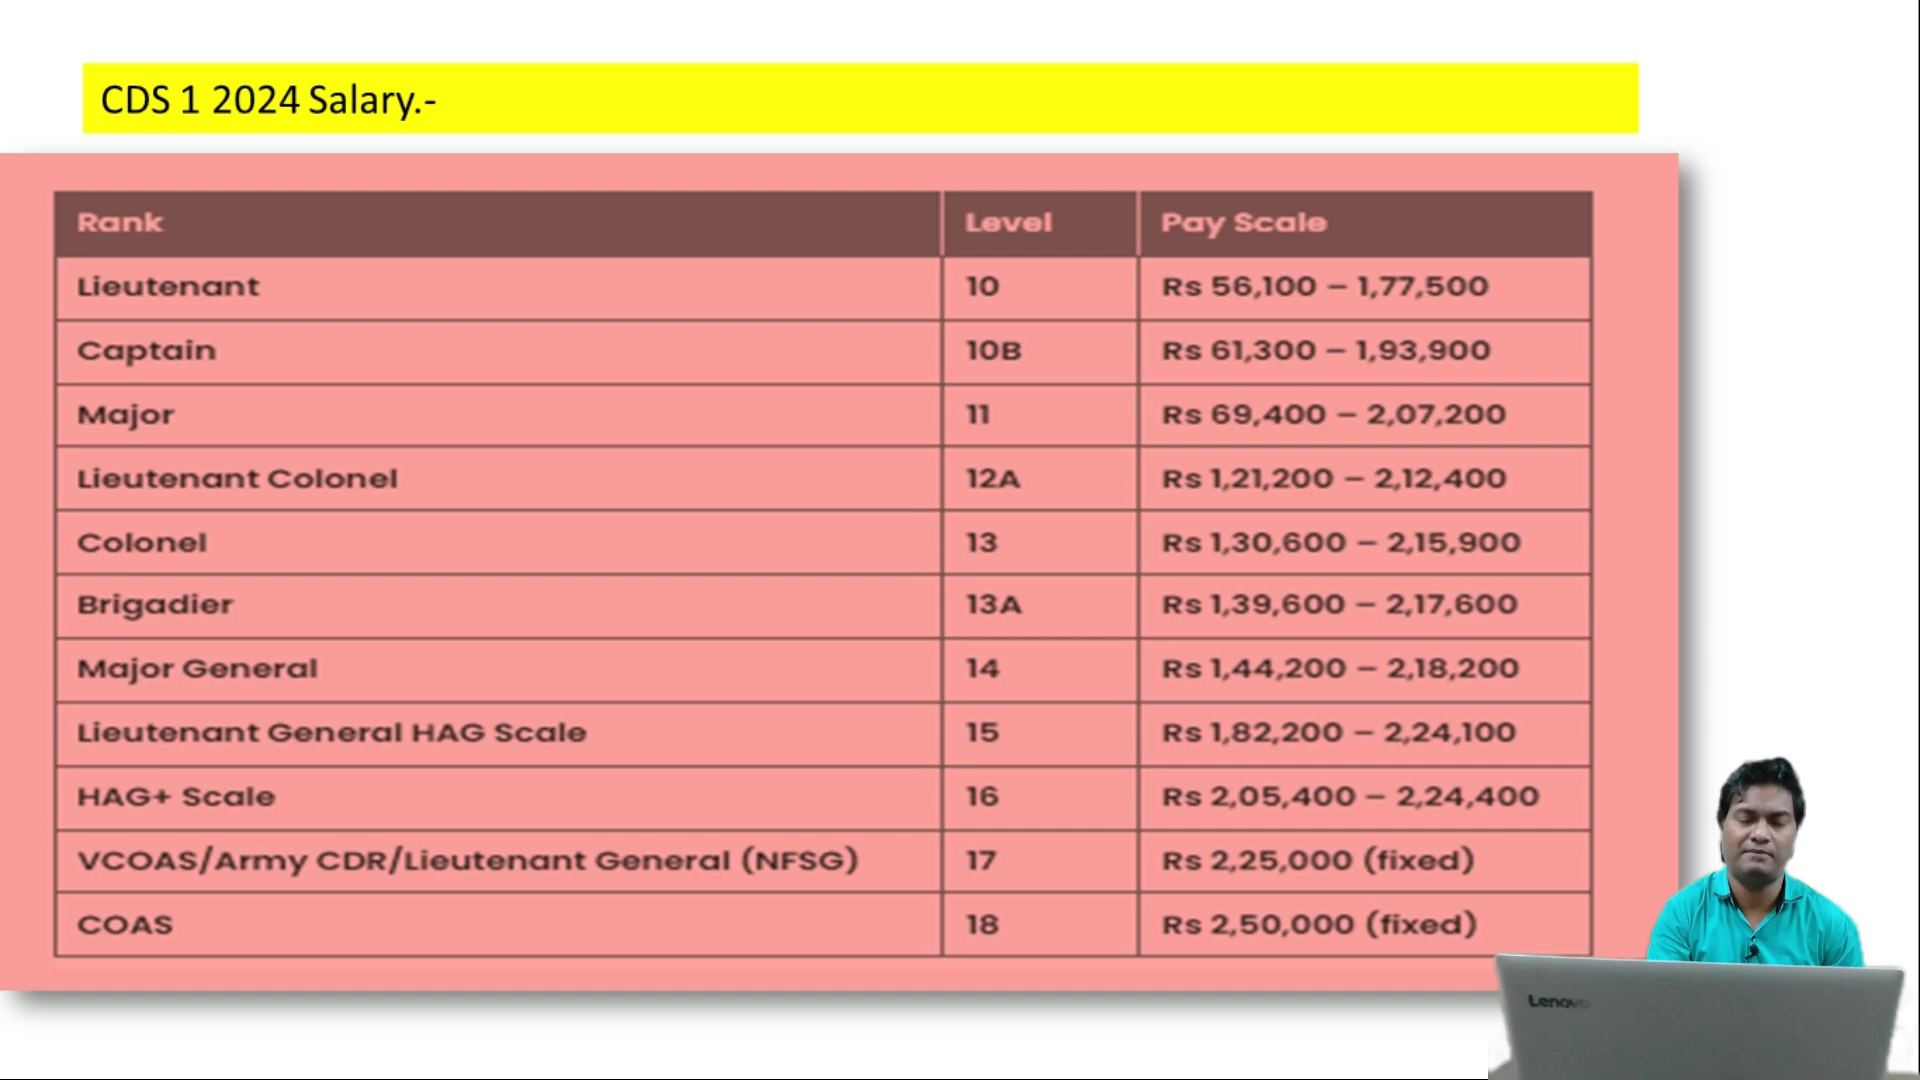 CDS 1 2024 Salary.-
Rank Level Pay Scale
Lieutenant 10 Rs 56,100 – 1,77,500
Captain 10B Rs 61,300 – 1,93,900
Major 11 Rs 69,400 – 2,07,200
Lieutenant Colonel 12A Rs 1,21,200 – 2,12,400
Colonel 13 Rs 1,30,600 – 2,15,900
Brigadier 13A Rs 1,39,600 – 2,17,600
Major General 14 Rs 1,44,200 – 2,18,200
Lieutenant General HAG Scale 15 Rs 1,82,200 – 2,24,100
HAG+ Scale 16 Rs 2,05,400 – 2,24,400
VCOAS/Army CDR/Lieutenant General (NFSG) 17 Rs 2,25,000 (fixed)
COAS 18 Rs 2,50,000 (fixed)
Lenovo